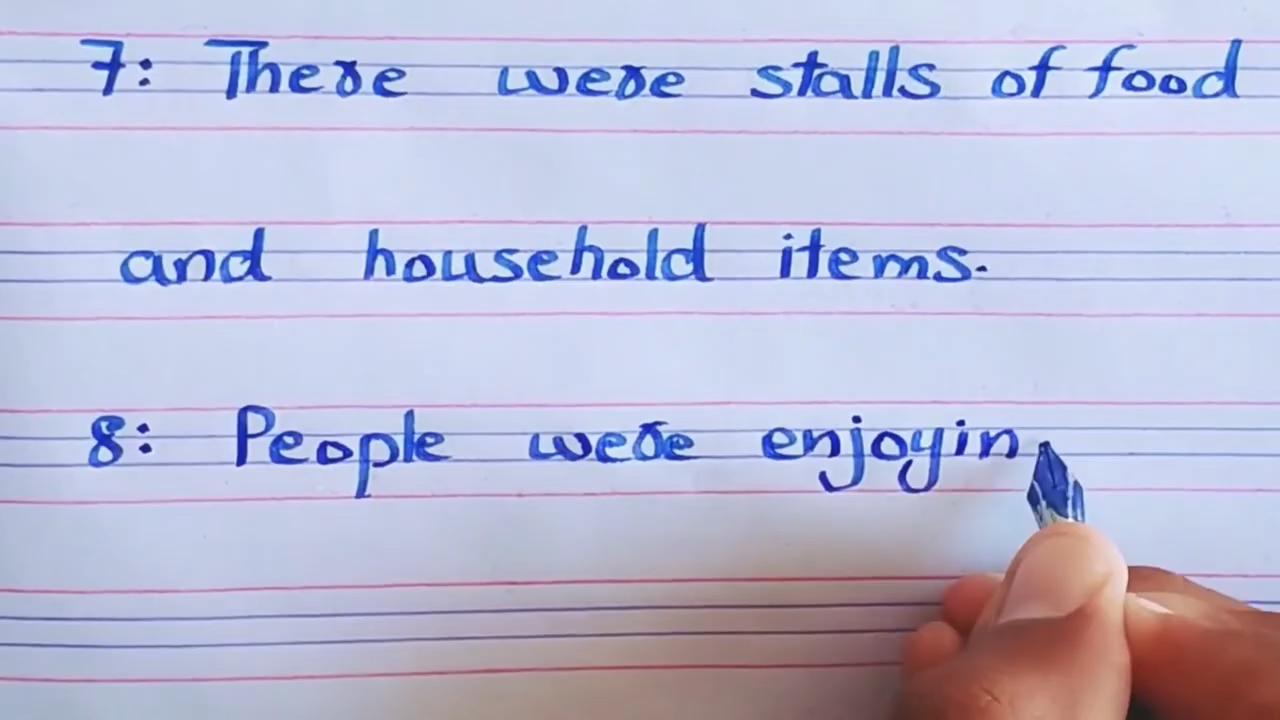 7: There were stalls of food
and household items.
8: People were enjoyin